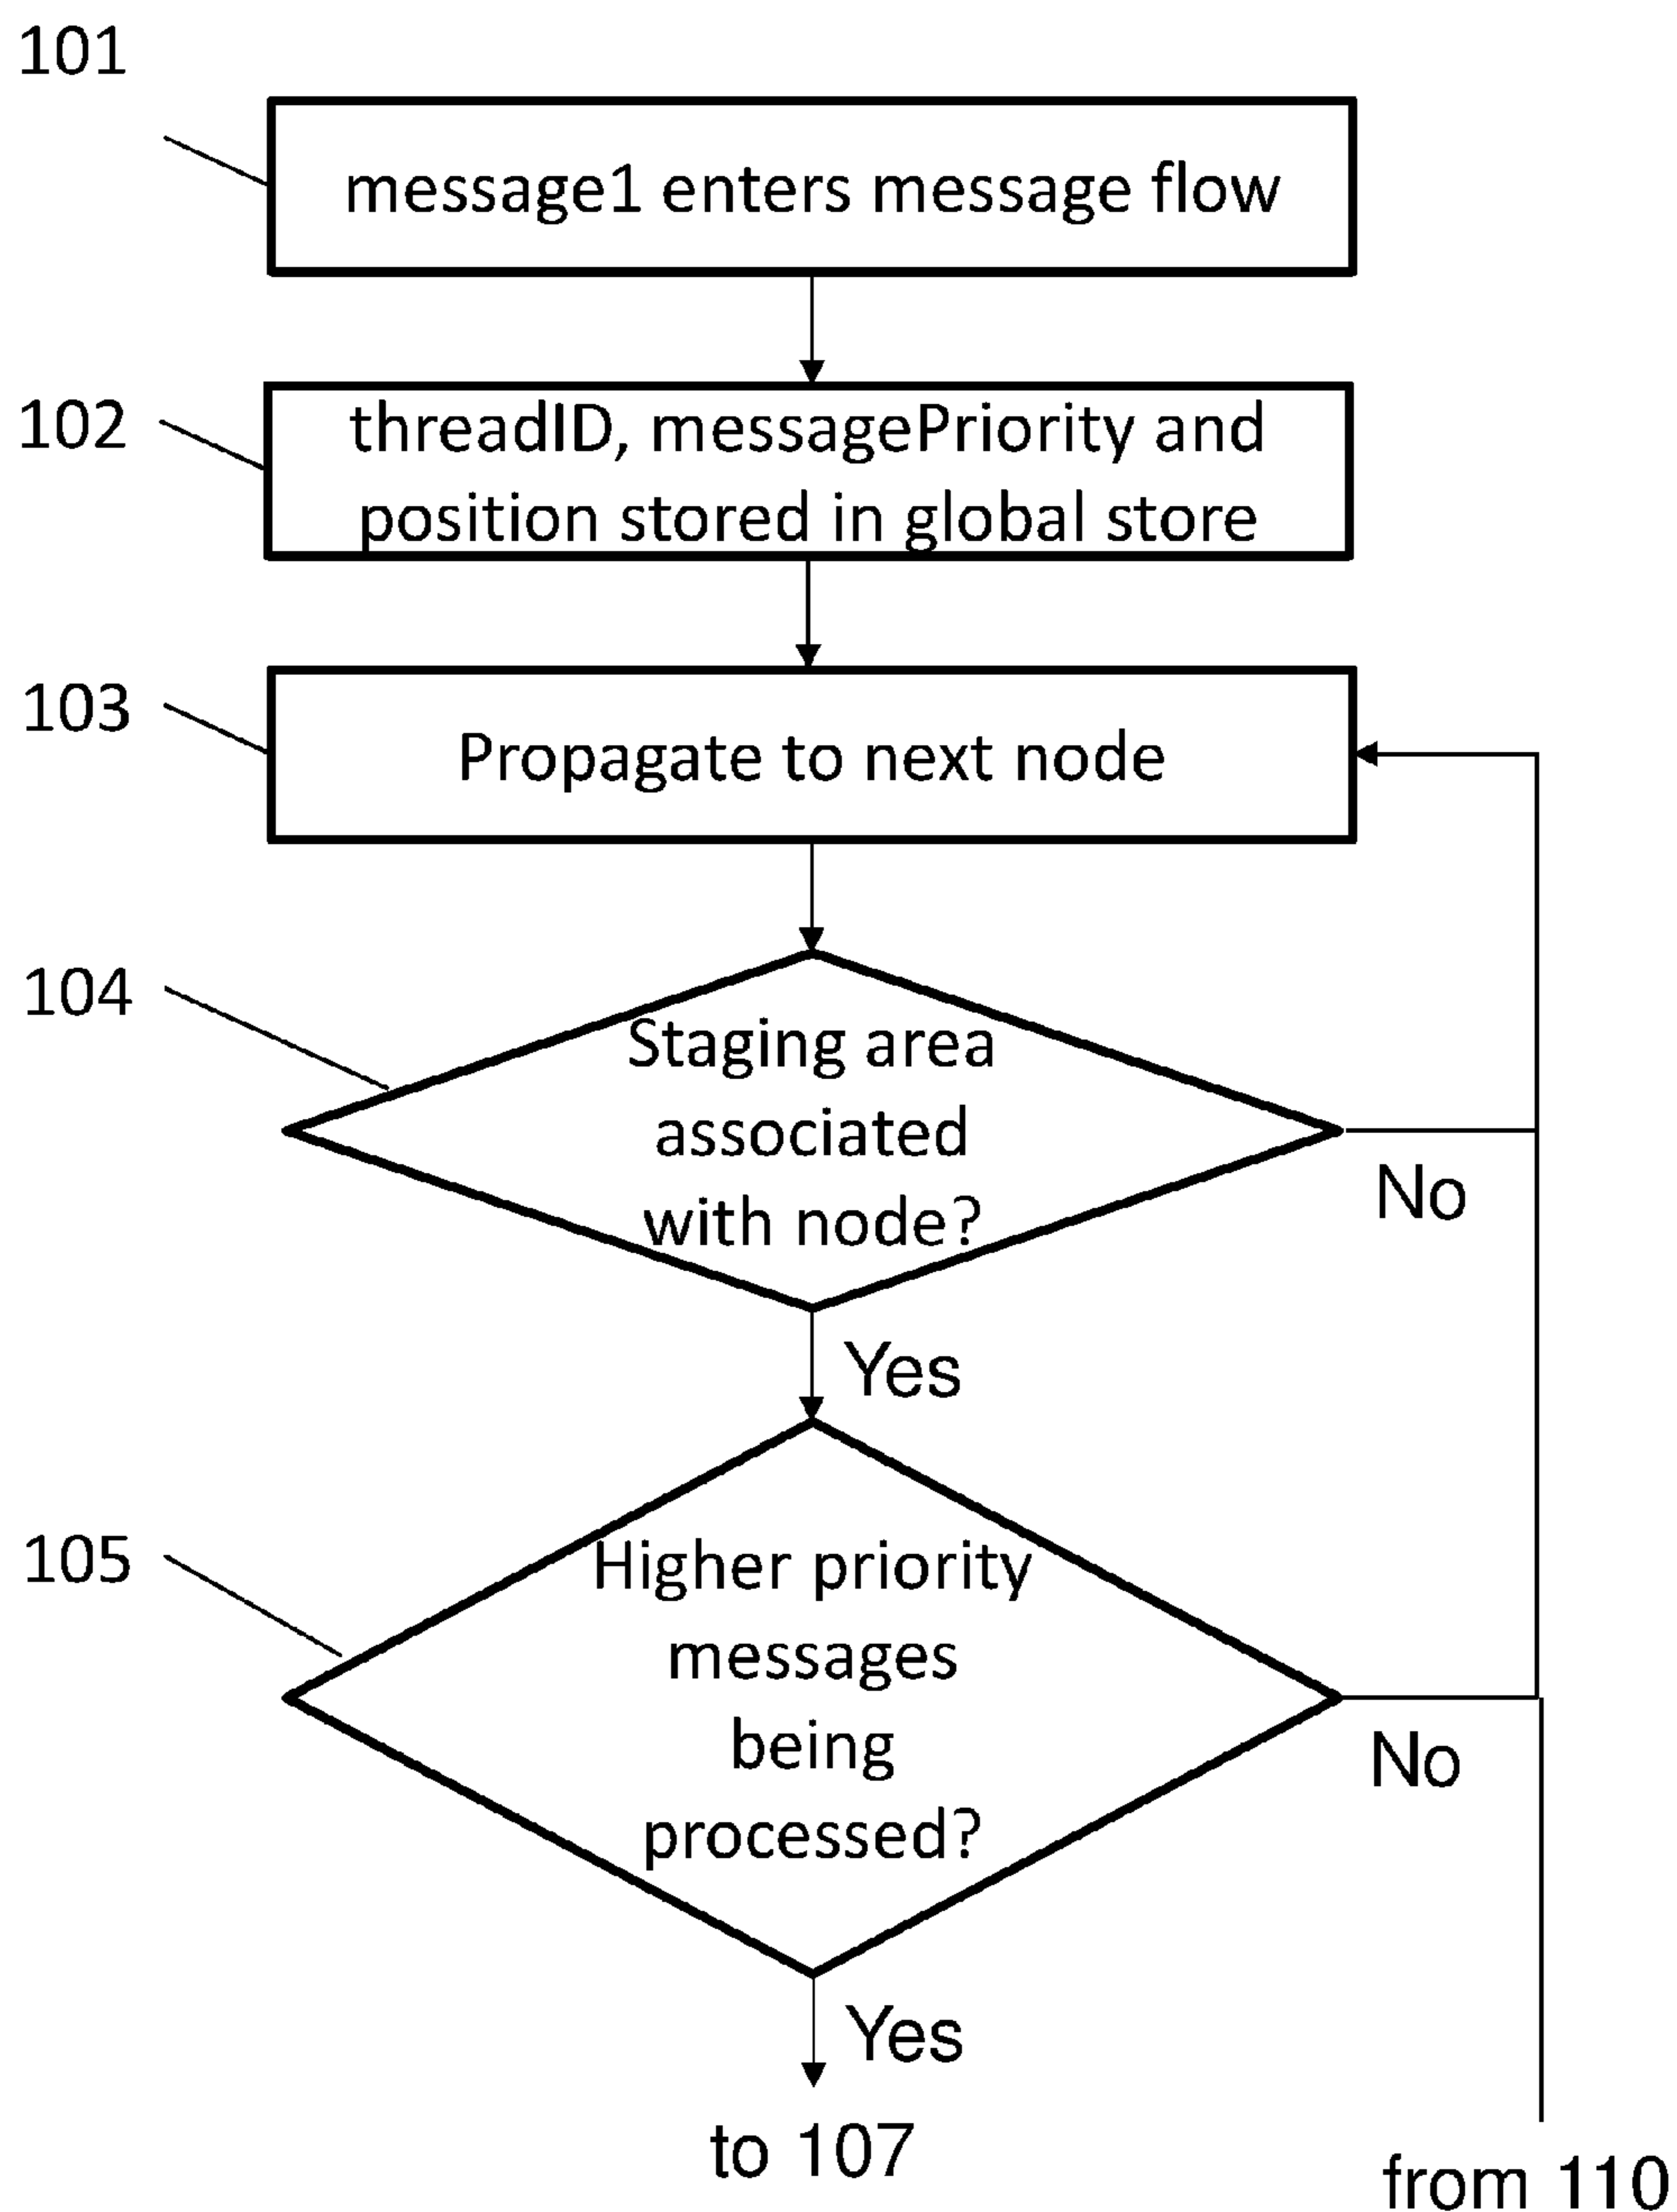 101
message1 enters message flow
102
threadID, messagePriority and
position stored in global store
103
Propagate to next node
104
Staging area
associated
with node?
No
Yes
105
Higher priority
messages
being
processed?
No
Yes
to 107
from 110